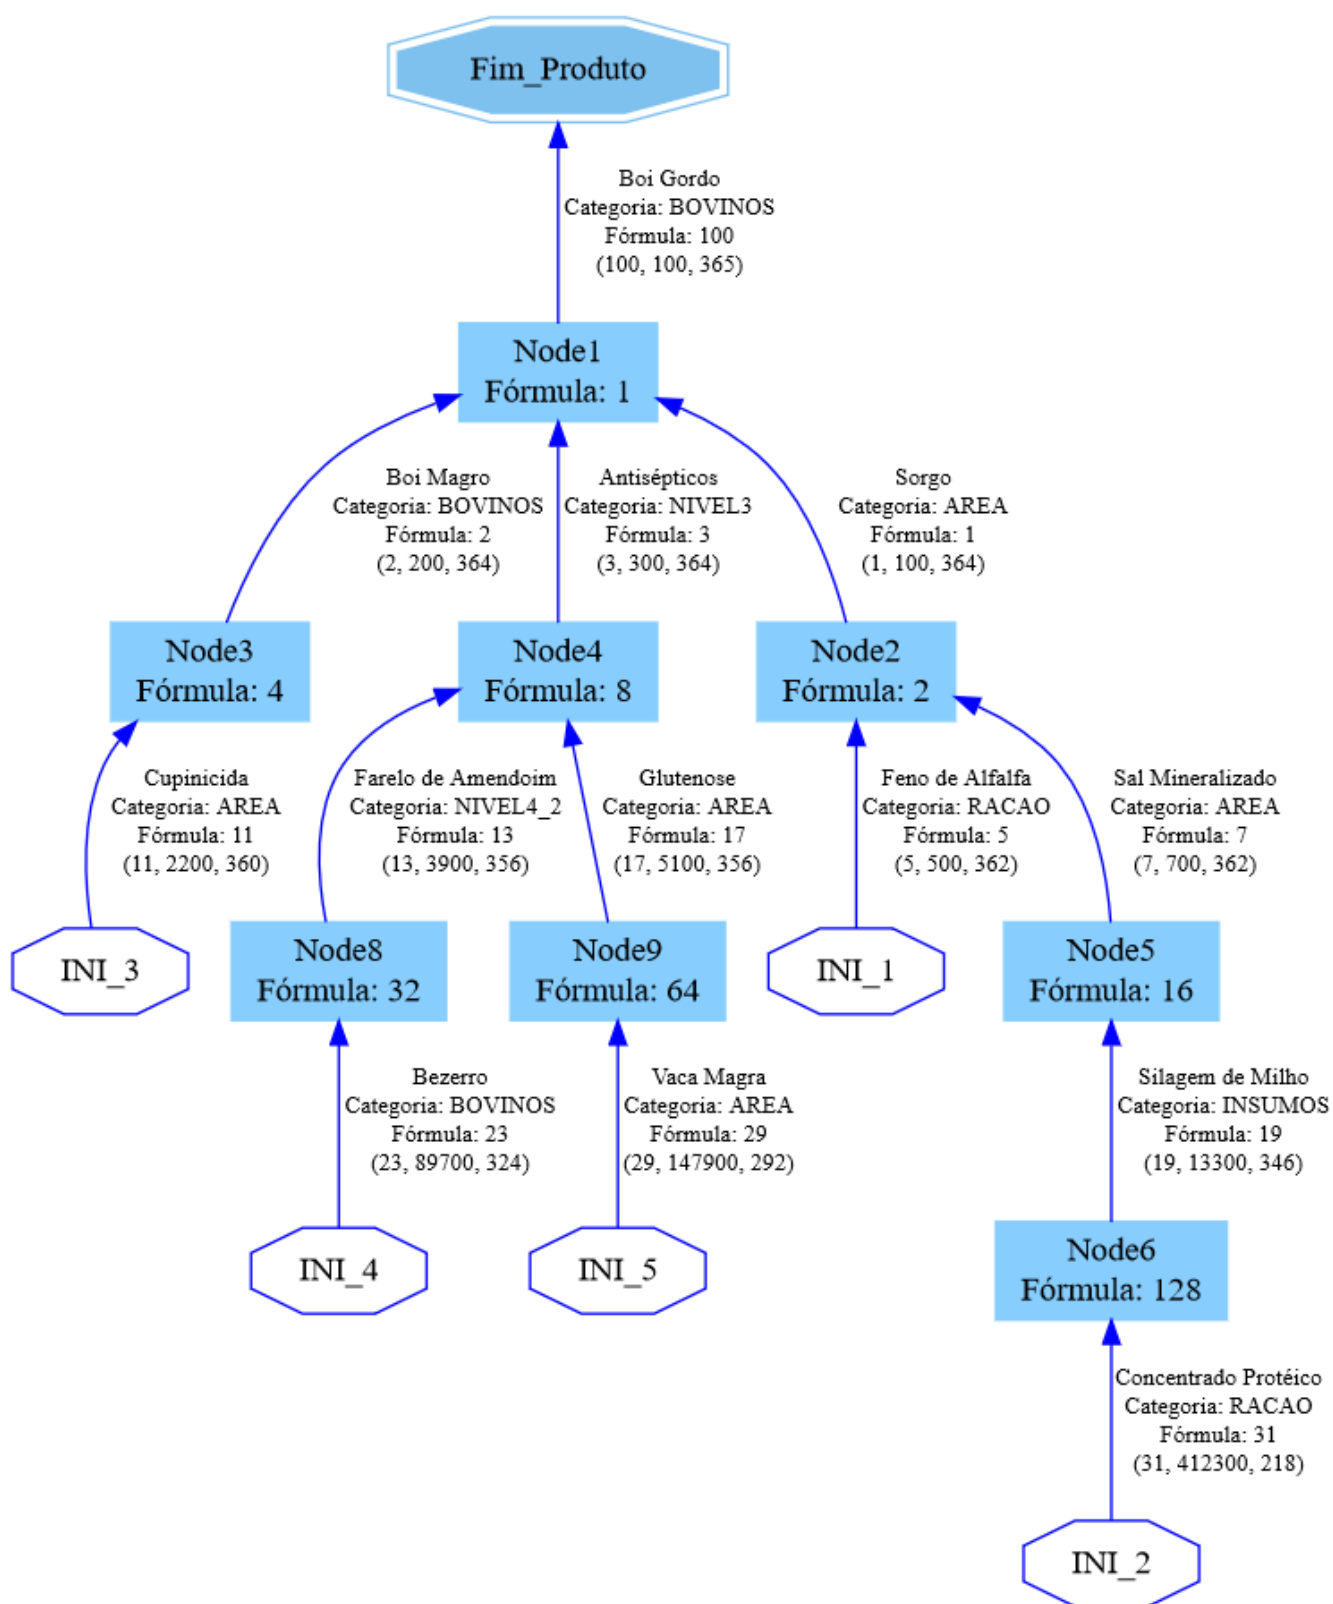 Fim_Produto
Boi Gordo
Categoria: BOVINOS
Fórmula: 100
(100, 100, 365)
Node1
Fórmula: 1
Boi Magro
Categoria: BOVINOS
Fórmula: 2
(2, 200, 364)
Antisépticos
Categoria: NIVEL3
Fórmula: 3
(3, 300, 364)
Sorgo
Categoria: AREA
Fórmula: 1
(1, 100, 364)
Node3
Fórmula: 4
Node4
Fórmula: 8
Node2
Fórmula: 2
Cupinicida
Categoria: AREA
Fórmula: 11
(11, 2200, 360)
Farelo de Amendoim
Categoria: NIVEL4_2
Fórmula: 13
(13, 3900, 356)
Glutenose
Categoria: AREA
Fórmula: 17
(17, 5100, 356)
Feno de Alfalfa
Categoria: RACAO
Fórmula: 5
(5, 500, 362)
Sal Mineralizado
Categoria: AREA
Fórmula: 7
(7, 700, 362)
INI_3
Node8
Fórmula: 32
Node9
Fórmula: 64
INI_1
Node5
Fórmula: 16
Bezerro
Categoria: BOVINOS
Fórmula: 23
(23, 89700, 324)
Vaca Magra
Categoria: AREA
Fórmula: 29
(29, 147900, 292)
Silagem de Milho
Categoria: INSUMOS
Fórmula: 19
(19, 13300, 346)
INI_4
INI_5
Node6
Fórmula: 128
Concentrado Protéico
Categoria: RACAO
Fórmula: 31
(31, 412300, 218)
INI_2